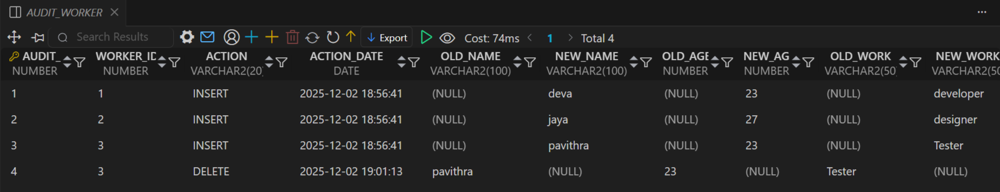 AUDIT_WORKER
Search Results
Export
Cost: 74ms
1
Total 4
AUDIT_ WORKER_ID ACTION ACTION_DATE OLD_NAME NEW_NAME OLD_AGE NEW_AG OLD_WORK NEW_WORK
NUMBER NUMBER VARCHAR2(20) DATE VARCHAR2(100) VARCHAR2(100) NUMBER NUMBER VARCHAR2(50) VARCHAR2(50
1 1 INSERT 2025-12-02 18:56:41 (NULL) deva (NULL) 23 (NULL) developer
2 2 INSERT 2025-12-02 18:56:41 (NULL) jaya (NULL) 27 (NULL) designer
3 3 INSERT 2025-12-02 18:56:41 (NULL) pavithra (NULL) 23 (NULL) Tester
4 3 DELETE 2025-12-02 19:01:13 pavithra (NULL) 23 (NULL) Tester (NULL)